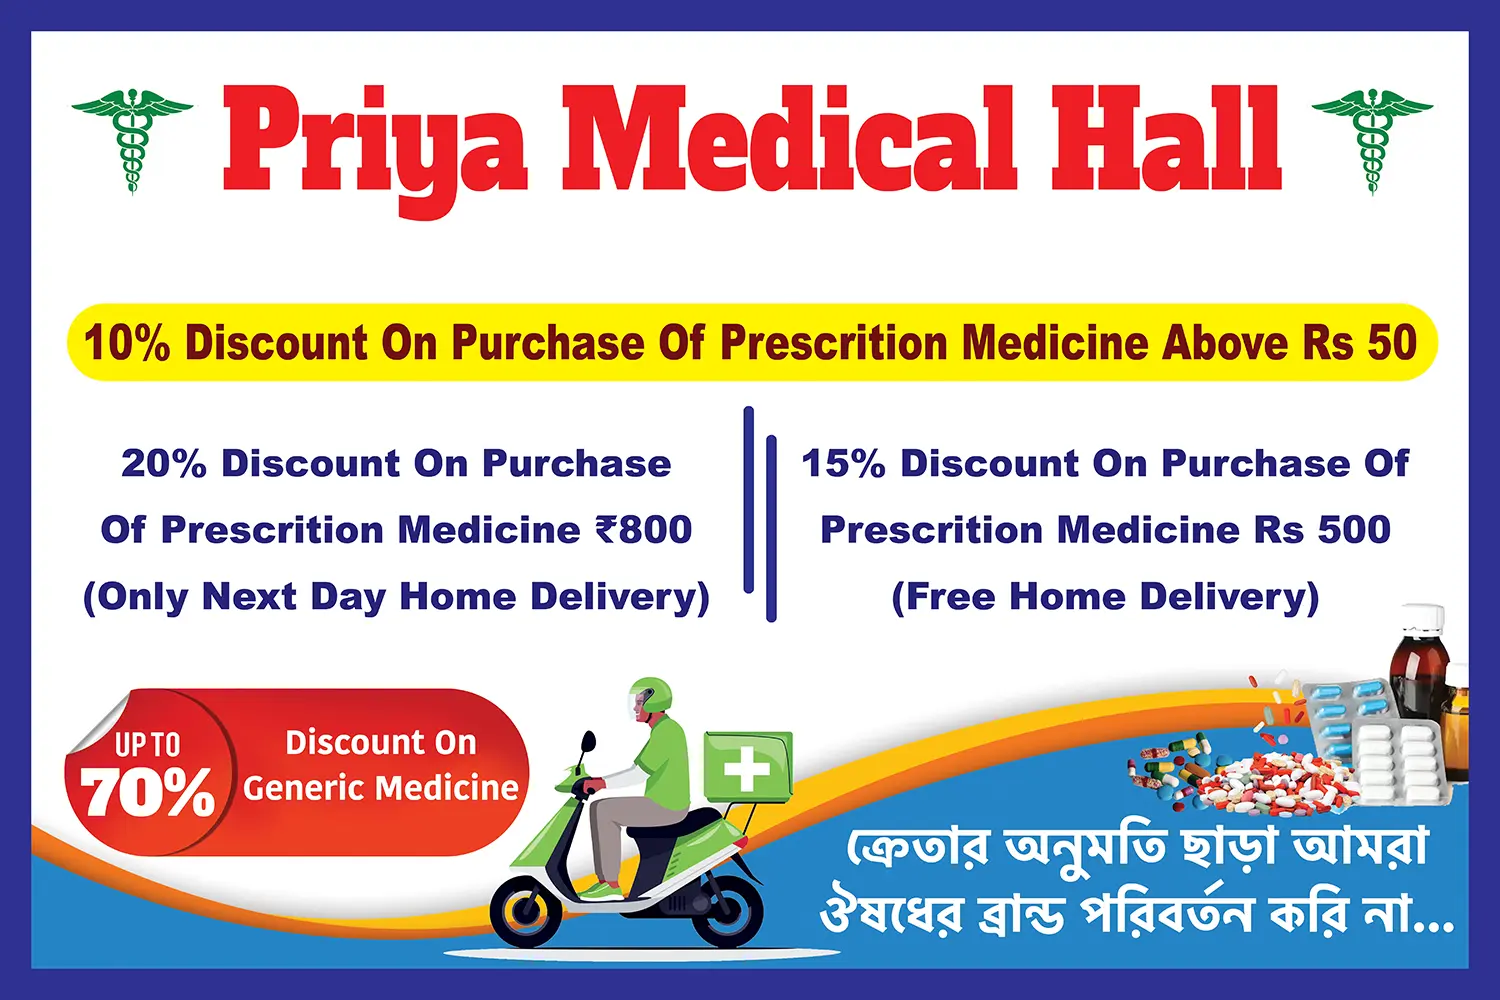 Priya Medical Hall
10% Discount On Purchase Of Prescrition Medicine Above Rs 50
20% Discount On Purchase
Of Prescrition Medicine ₹800
(Only Next Day Home Delivery)
15% Discount On Purchase Of
Prescrition Medicine Rs 500
(Free Home Delivery)
UP TO
70%
Discount On
Generic Medicine
ক্রেতার অনুমতি ছাড়া আমরা
ঔষধের ব্রান্ড পরিবর্তন করি না...